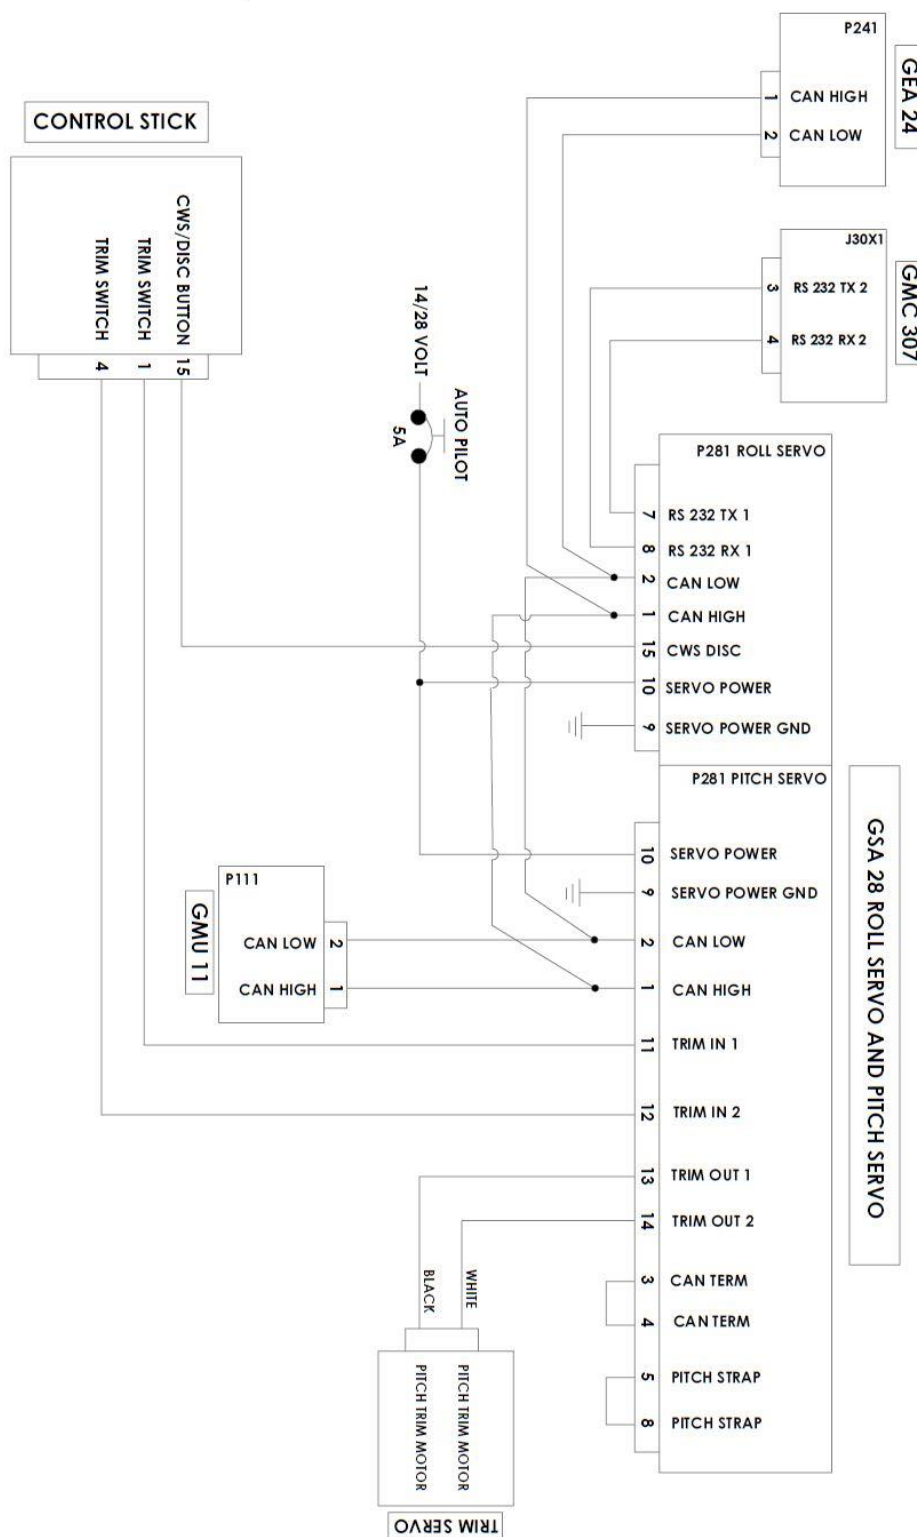 P241
GEA 24
1 CAN HIGH
2 CAN LOW
J30X1
GMC 307
3 RS 232 TX 2
4 RS 232 RX 2
CONTROL STICK
CWS/DISC BUTTON 15
TRIM SWITCH 1
TRIM SWITCH 4
14/28 VOLT
AUTO PILOT
5A
P281 ROLL SERVO
7 RS 232 TX 1
8 RS 232 RX 1
2 CAN LOW
1 CAN HIGH
15 CWS DISC
10 SERVO POWER
9 SERVO POWER GND
P281 PITCH SERVO
10 SERVO POWER
9 SERVO POWER GND
2 CAN LOW
1 CAN HIGH
11 TRIM IN 1
12 TRIM IN 2
13 TRIM OUT 1
14 TRIM OUT 2
3 CAN TERM
4 CAN TERM
5 PITCH STRAP
8 PITCH STRAP
GSA 28 ROLL SERVO AND PITCH SERVO
P111
GMU 11
CAN LOW 2
CAN HIGH 1
WHITE
BLACK
PITCH TRIM MOTOR
PITCH TRIM MOTOR
TRIM SERVO